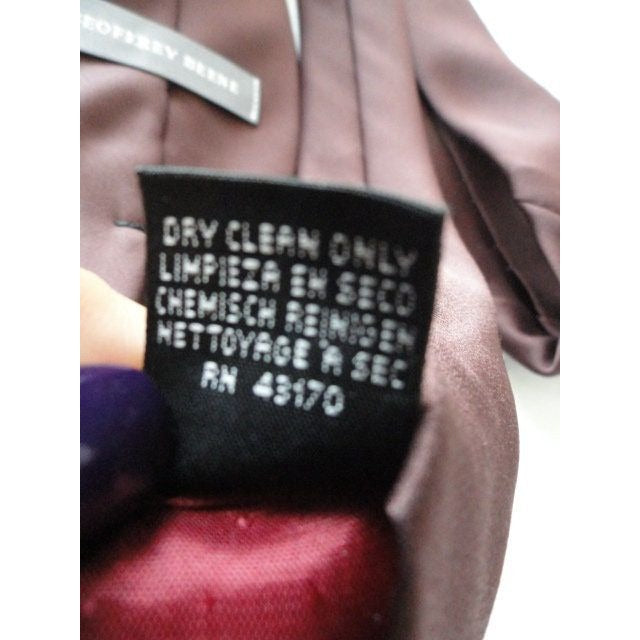 GEOFFREY BEENE
DRY CLEAN ONLY
LIMPIEZA EN SECO
CHEMISCH REINIGEN
NETTOYAGE A SEC
RN 43170